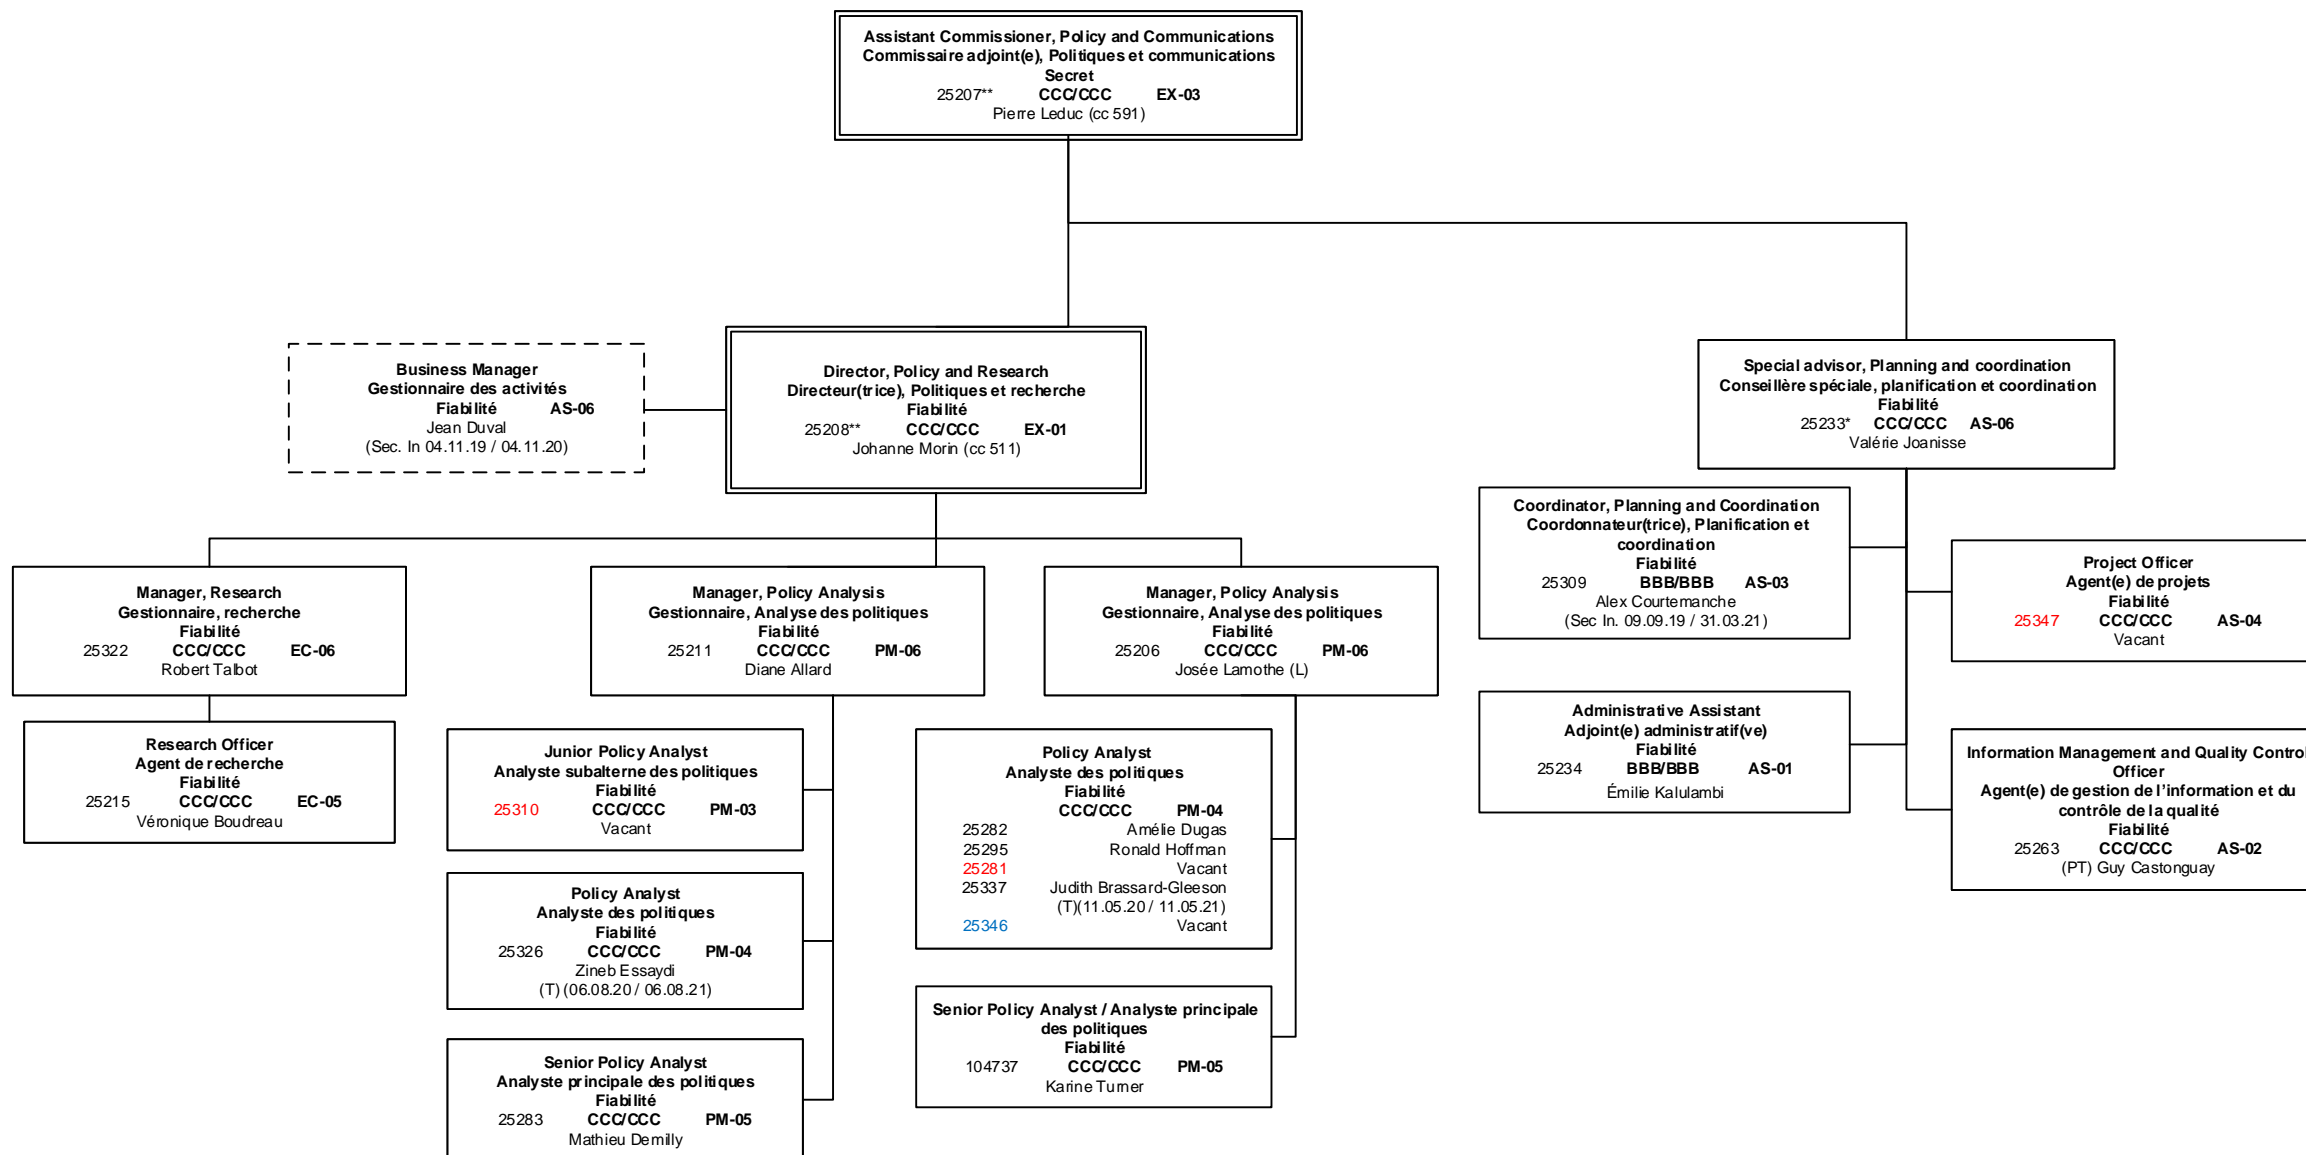 Assistant Commissioner, Policy and Communications
Commissaire adjoint(e), Politiques et communications
Secret
25207** CCC/CCC EX-03
Pierre Leduc (cc 591)
Business Manager
Gestionnaire des activités
Fiabilité AS-06
Jean Duval
(Sec. In 04.11.19 / 04.11.20)
Director, Policy and Research
Directeur(trice), Politiques et recherche
Fiabilité
25208** CCC/CCC EX-01
Johanne Morin (cc 511)
Special advisor, Planning and coordination
Conseillère spéciale, planification et coordination
Fiabilité
25233* CCC/CCC AS-06
Valérie Joanisse
Manager, Research
Gestionnaire, recherche
Fiabilité
25322 CCC/CCC EC-06
Robert Talbot
Research Officer
Agent de recherche
Fiabilité
25215 CCC/CCC EC-05
Véronique Boudreau
Manager, Policy Analysis
Gestionnaire, Analyse des politiques
Fiabilité
25211 CCC/CCC PM-06
Diane Allard
Junior Policy Analyst
Analyste subalterne des politiques
Fiabilité
25310 CCC/CCC PM-03
Vacant
Policy Analyst
Analyste des politiques
Fiabilité
25326 CCC/CCC PM-04
Zineb Essaydi
(T) (06.08.20 / 06.08.21)
Senior Policy Analyst
Analyste principale des politiques
Fiabilité
25283 CCC/CCC PM-05
Mathieu Demilly
Manager, Policy Analysis
Gestionnaire, Analyse des politiques
Fiabilité
25206 CCC/CCC PM-06
Josée Lamothe (L)
Policy Analyst
Analyste des politiques
Fiabilité
CCC/CCC PM-04
25282 Amélie Dugas
25295 Ronald Hoffman
25281 Vacant
25337 Judith Brassard-Gleeson
(T)(11.05.20 / 11.05.21)
25346 Vacant
Senior Policy Analyst / Analyste principale
des politiques
Fiabilité
104737 CCC/CCC PM-05
Karine Turner
Coordinator, Planning and Coordination
Coordonnateur(trice), Planification et
coordination
Fiabilité
25309 BBB/BBB AS-03
Alex Courtemanche
(Sec In. 09.09.19 / 31.03.21)
Administrative Assistant
Adjoint(e) administratif(ve)
Fiabilité
25234 BBB/BBB AS-01
Émilie Kalulambi
Project Officer
Agent(e) de projets
Fiabilité
25347 CCC/CCC AS-04
Vacant
Information Management and Quality Control
Officer
Agent(e) de gestion de l'information et du
contrôle de la qualité
Fiabilité
25263 CCC/CCC AS-02
(PT) Guy Castonguay